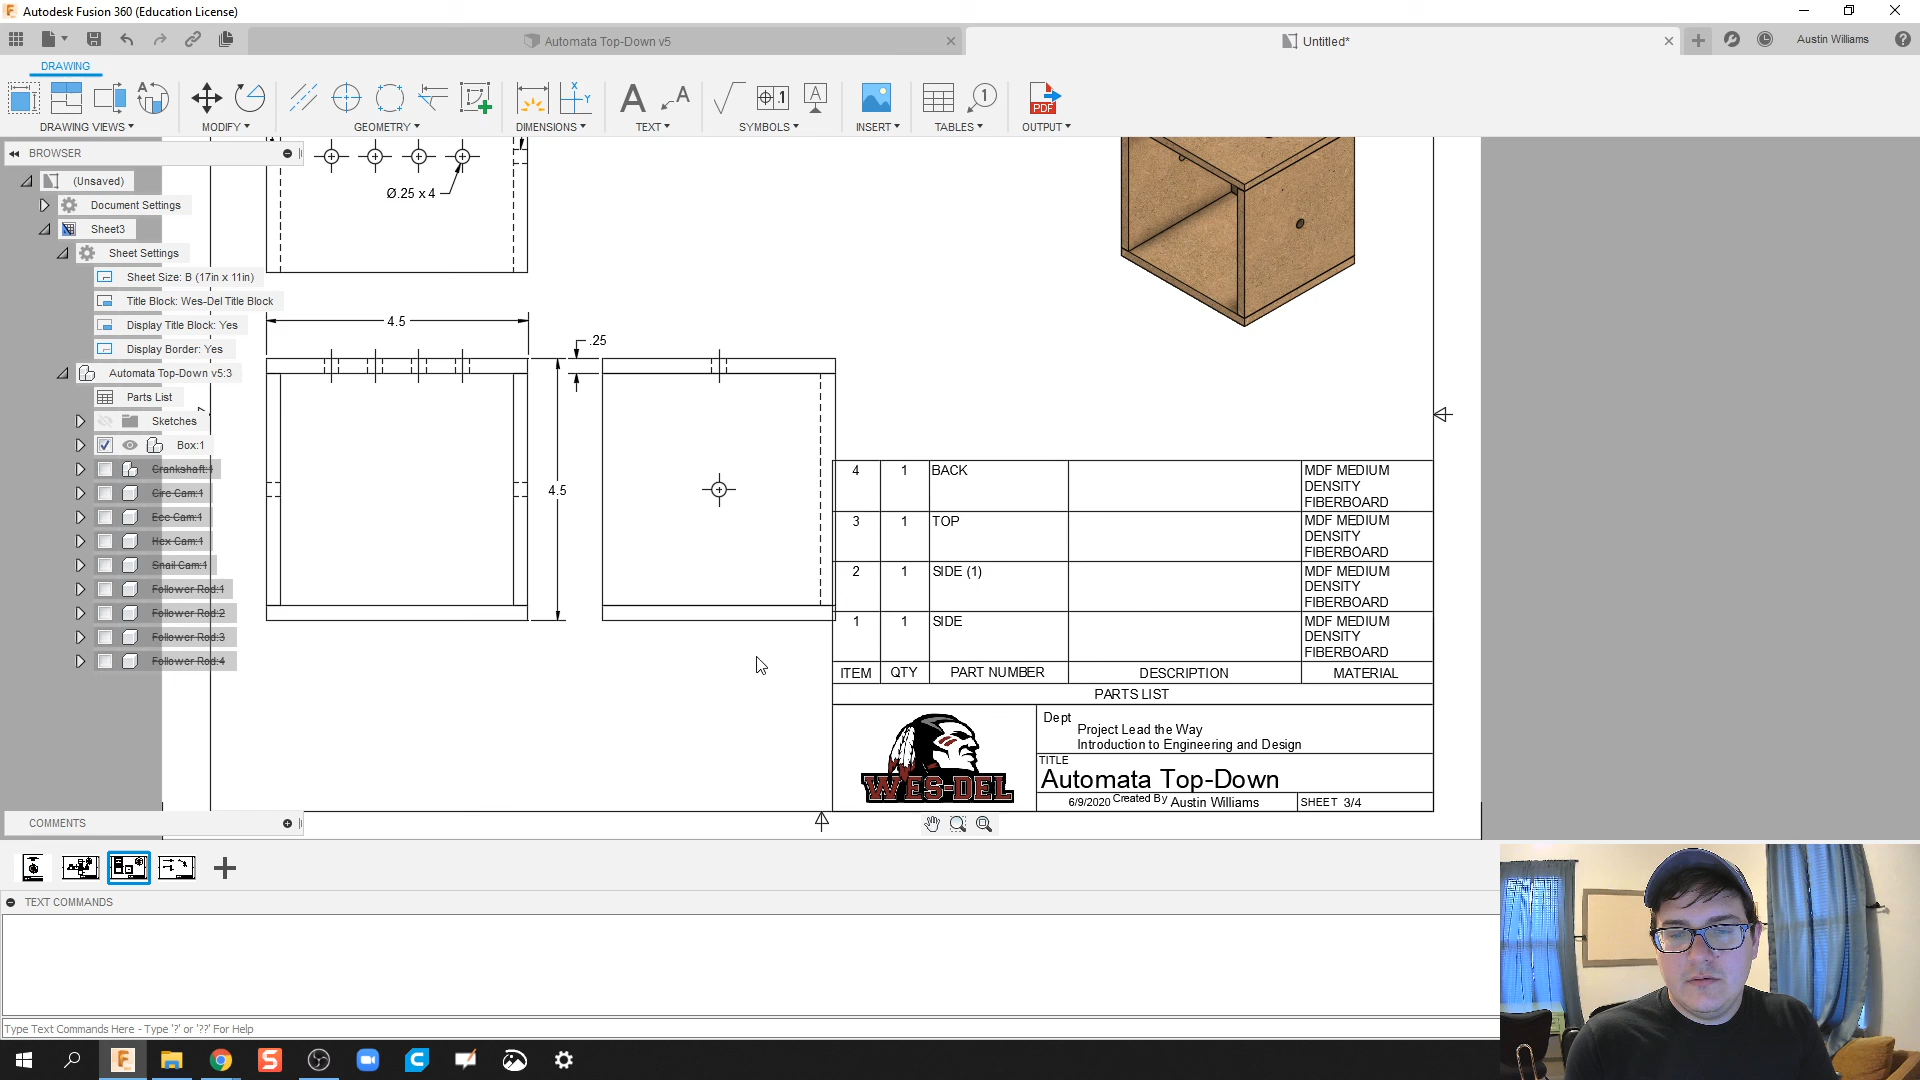 Autodesk Fusion 360 (Education License)
Automata Top-Down v5
Untitled*
Austin Williams
DRAWING
DRAWING VIEWS
MODIFY
GEOMETRY
DIMENSIONS
TEXT
SYMBOLS
INSERT
TABLES
OUTPUT
BROWSER
(Unsaved)
Document Settings
Sheet3
Sheet Settings
Sheet Size: B (17in x 11in)
Title Block: Wes-Del Title Block
Display Title Block: Yes
Display Border: Yes
Automata Top-Down v5:3
Parts List
Sketches
Box:1
Crankshaft:1
Circ Cam:1
Ecc Cam:1
Hex Cam:1
Snail Cam:1
Follower Rod:1
Follower Rod:2
Follower Rod:3
Follower Rod:4
Ø.25 x 4
4.5
.25
4.5
4 1 BACK MDF MEDIUM
DENSITY
FIBERBOARD
3 1 TOP MDF MEDIUM
DENSITY
FIBERBOARD
2 1 SIDE (1) MDF MEDIUM
DENSITY
FIBERBOARD
1 1 SIDE MDF MEDIUM
DENSITY
FIBERBOARD
ITEM QTY PART NUMBER DESCRIPTION MATERIAL
PARTS LIST
WES-DEL
Dept
Project Lead the Way
Introduction to Engineering and Design
TITLE
Automata Top-Down
6/9/2020 Created By Austin Williams SHEET 3/4
COMMENTS
TEXT COMMANDS
Type Text Commands Here - Type '?' or '??' For Help